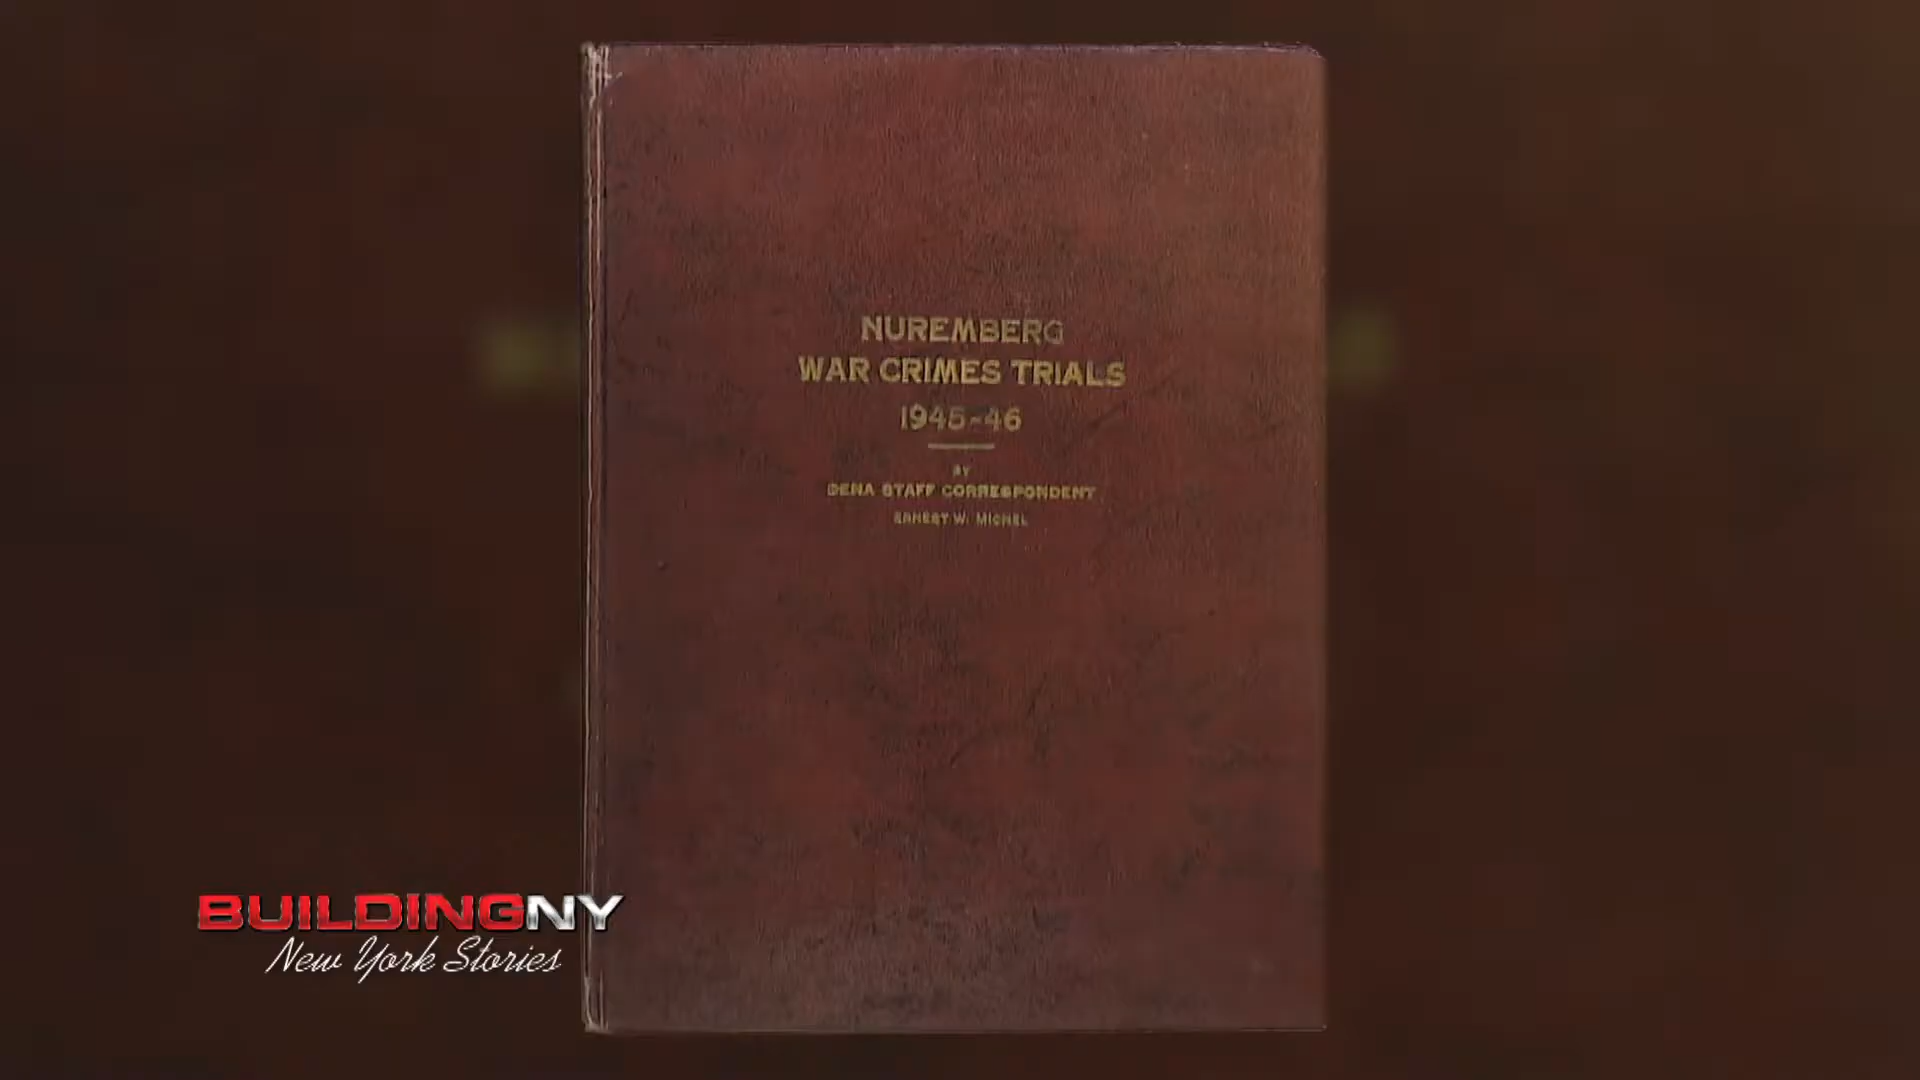 NUREMBERG
WAR CRIMES TRIALS
1945-46
BY
DENA STAFF CORRESPONDENT
ERNEST W. MICHEL
BUILDINGNY
New York Stories